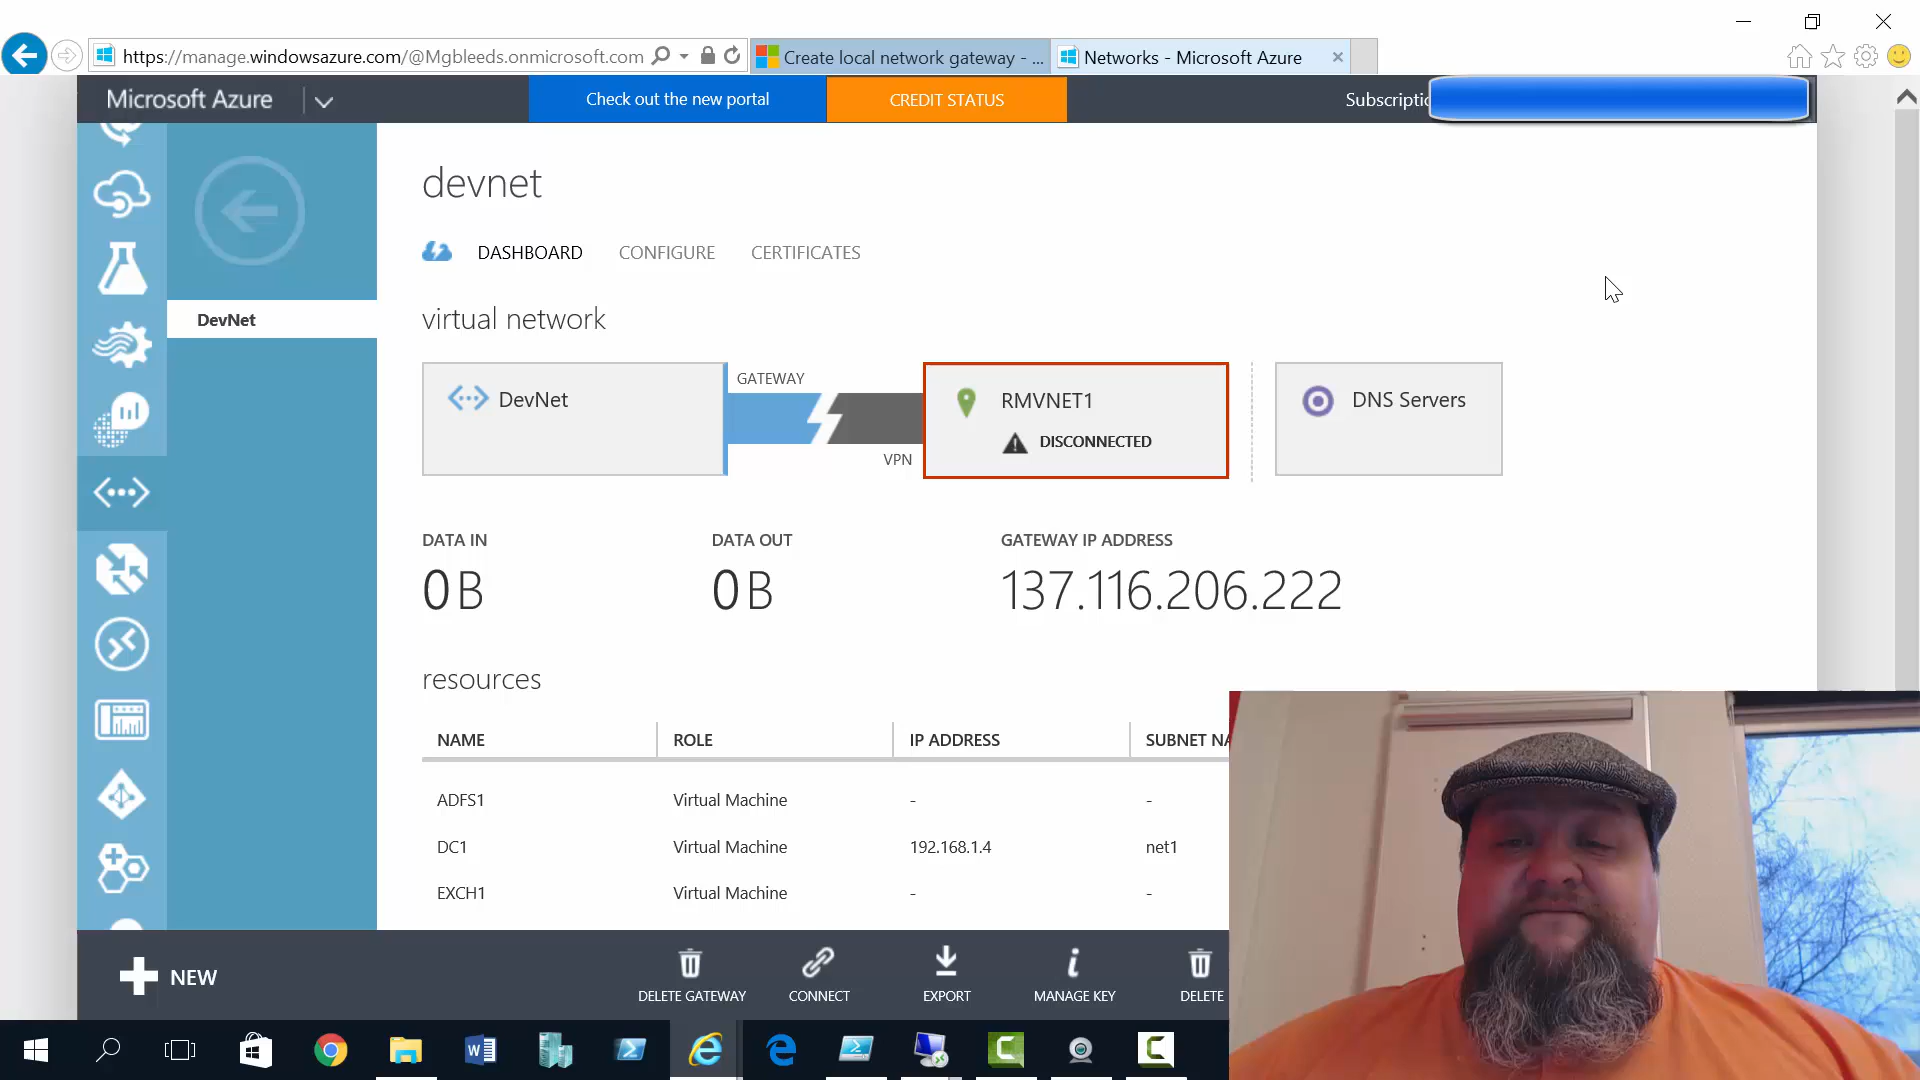 https://manage.windowsazure.com/@Mgbleeds.onmicrosoft.com
Create local network gateway - ...
Networks - Microsoft Azure
Microsoft Azure
Check out the new portal
CREDIT STATUS
Subscriptic
devnet
DASHBOARD
CONFIGURE
CERTIFICATES
DevNet
virtual network
DevNet
GATEWAY
VPN
RMVNET1
DISCONNECTED
DNS Servers
DATA IN
DATA OUT
GATEWAY IP ADDRESS
0 B
0 B
137.116.206.222
resources
NAME
ROLE
IP ADDRESS
SUBNET NA
ADFS1
Virtual Machine
-
-
DC1
Virtual Machine
192.168.1.4
net1
EXCH1
Virtual Machine
-
-
NEW
DELETE GATEWAY
CONNECT
EXPORT
MANAGE KEY
DELETE